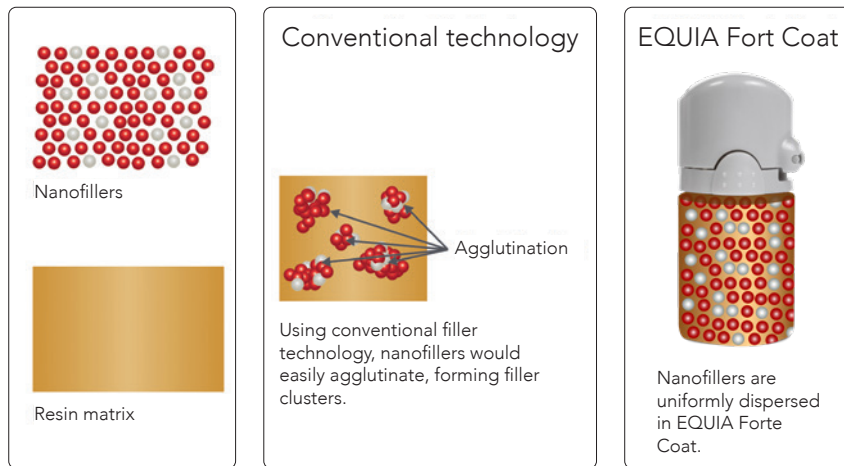 Nanofillers
Resin matrix
Conventional technology
Agglutination
Using conventional filler
technology, nanofillers would
easily agglutinate, forming filler
clusters.
EQUIA Fort Coat
Nanofillers are
uniformly dispersed
in EQUIA Forte
Coat.